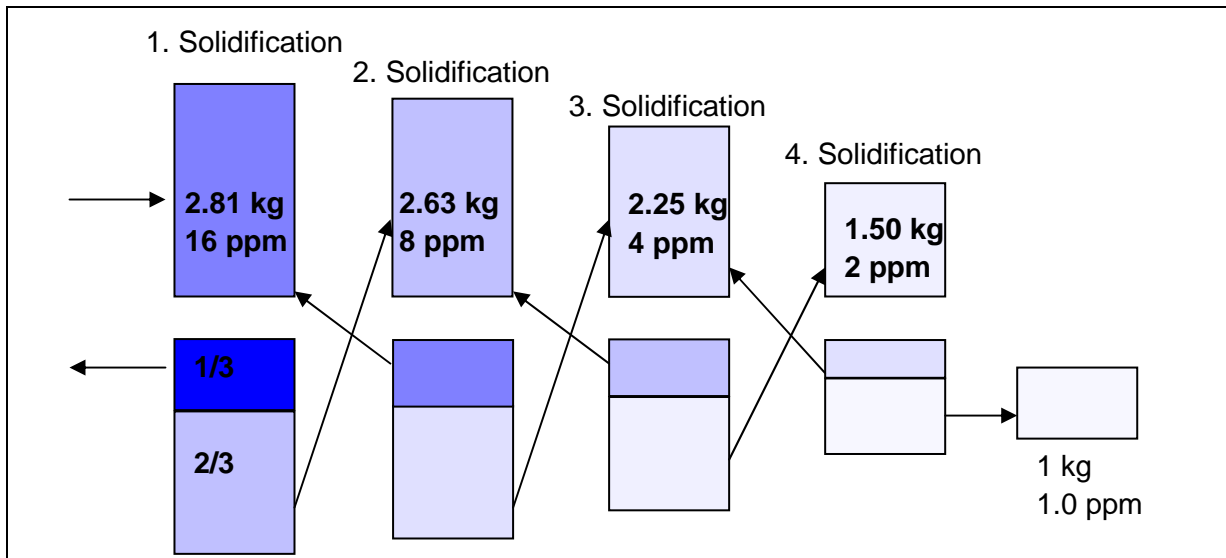 1. Solidification
2. Solidification
3. Solidification
4. Solidification
2.81 kg
16 ppm
2.63 kg
8 ppm
2.25 kg
4 ppm
1.50 kg
2 ppm
1/3
2/3
1 kg
1.0 ppm